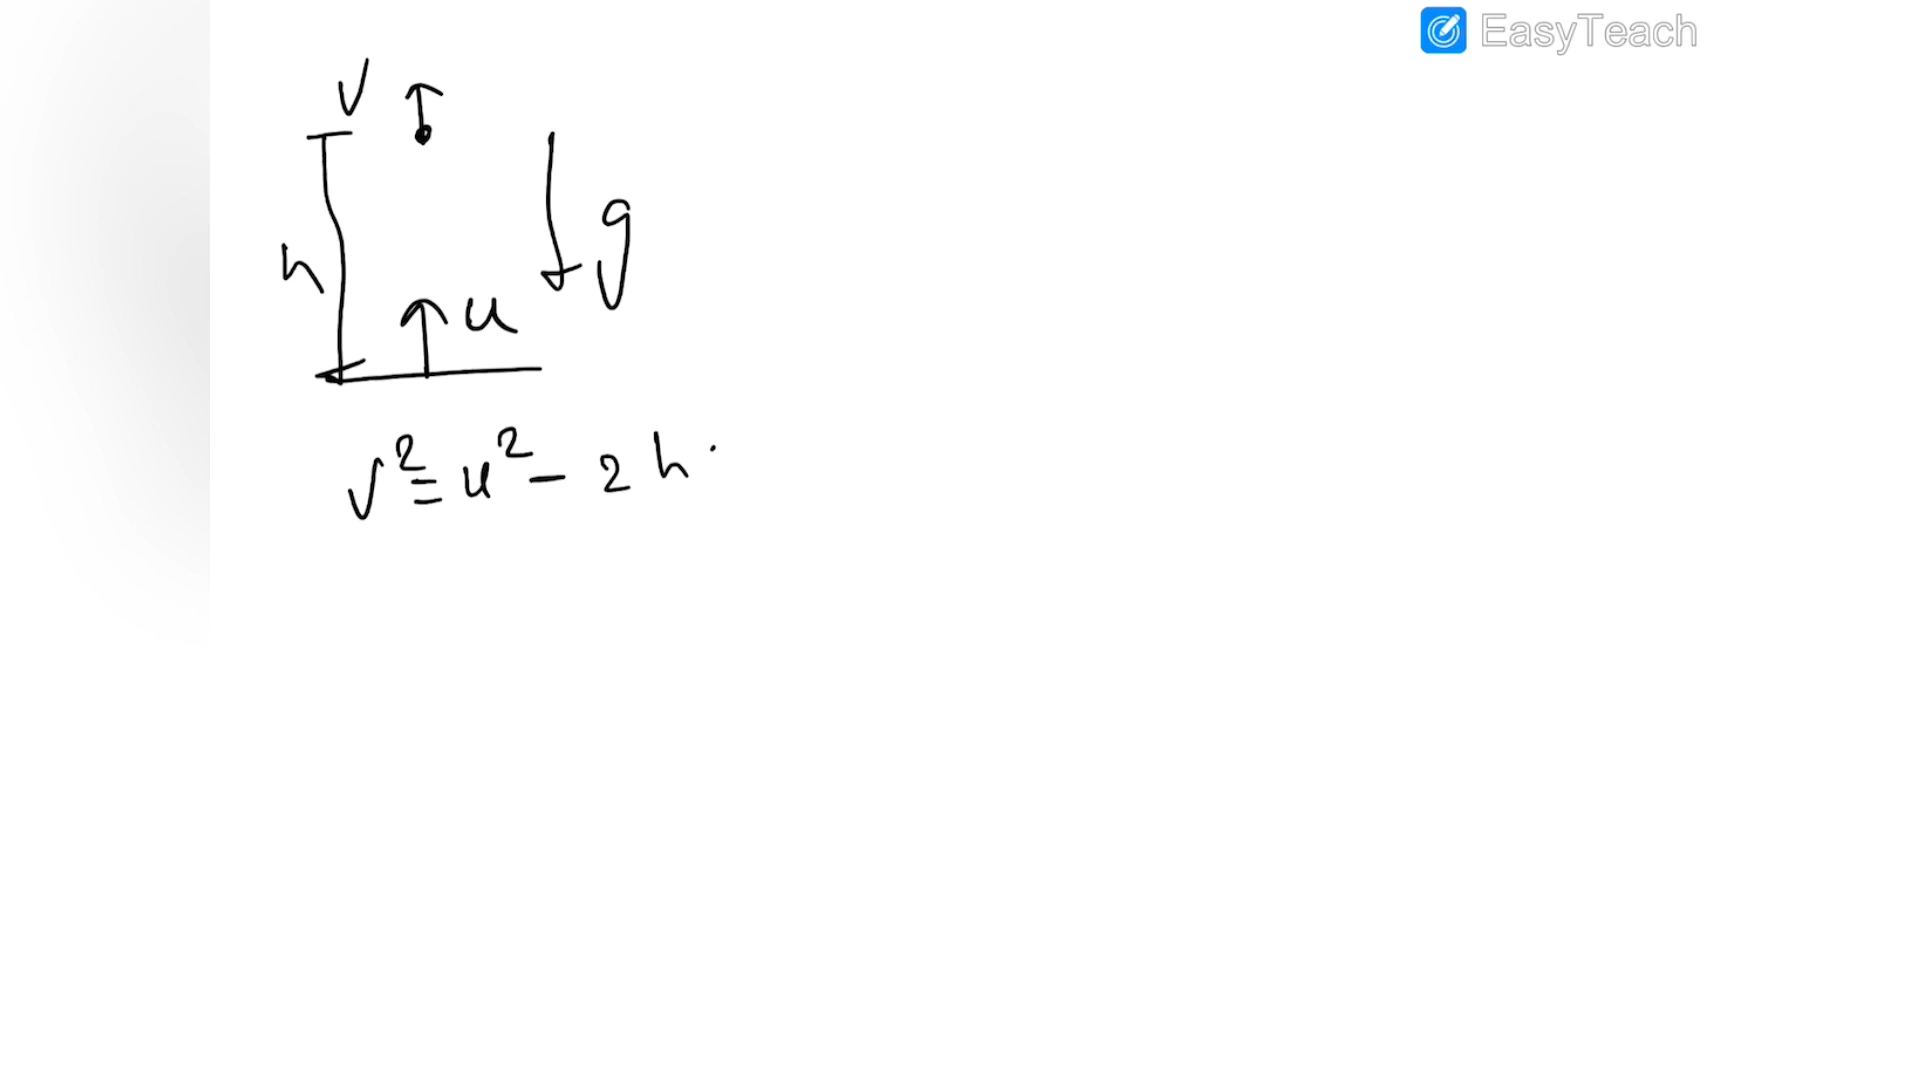 EasyTeach
V
g
h
u
v² = u² - 2 h .